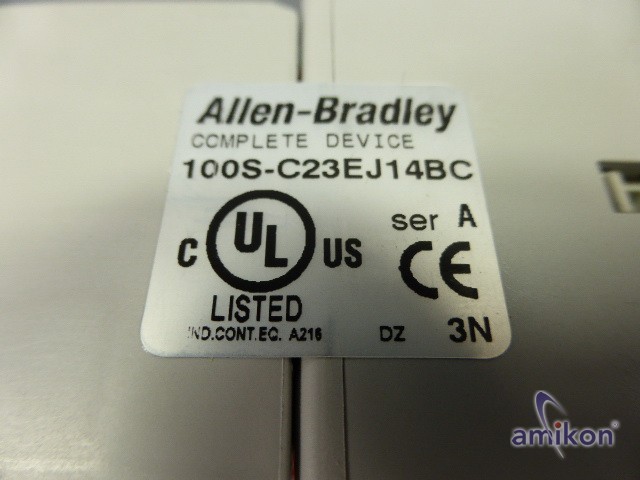 Allen-Bradley
COMPLETE DEVICE
100S-C23EJ14BC
ser A
C UL US
CE
LISTED
IND.CONT.EQ. A216 DZ 3N
amikon